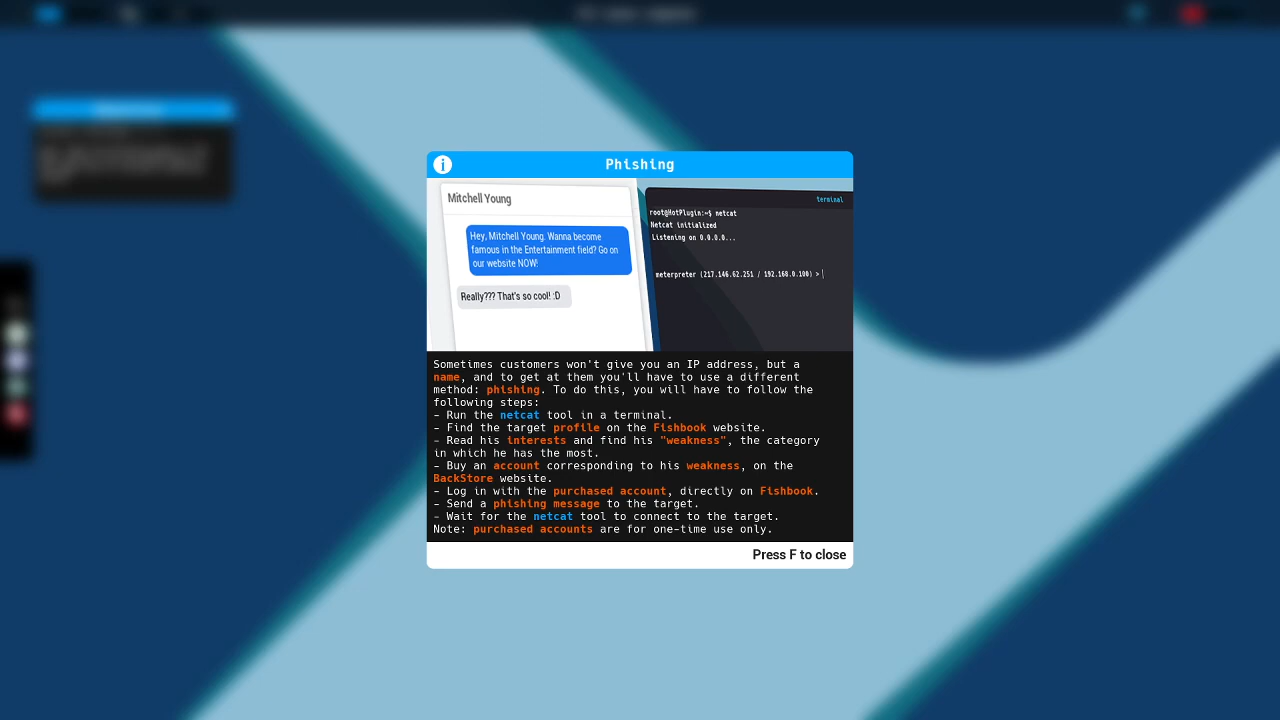 Phishing
Mitchell Young
Hey, Mitchell Young. Wanna become
famous in the Entertainment field? Go on
our website NOW!
Really??? That's so cool! :D
terminal
root@HotPlugin:~$ netcat
Netcat initialized
Listening on 0.0.0.0...
meterpreter (217.146.62.251 / 192.168.0.100) >
Sometimes customers won't give you an IP address, but a
name, and to get at them you'll have to use a different
method: phishing. To do this, you will have to follow the
following steps:
- Run the netcat tool in a terminal.
- Find the target profile on the Fishbook website.
- Read his interests and find his "weakness", the category
in which he has the most.
- Buy an account corresponding to his weakness, on the
BackStore website.
- Log in with the purchased account, directly on Fishbook.
- Send a phishing message to the target.
- Wait for the netcat tool to connect to the target.
Note: purchased accounts are for one-time use only.
Press F to close